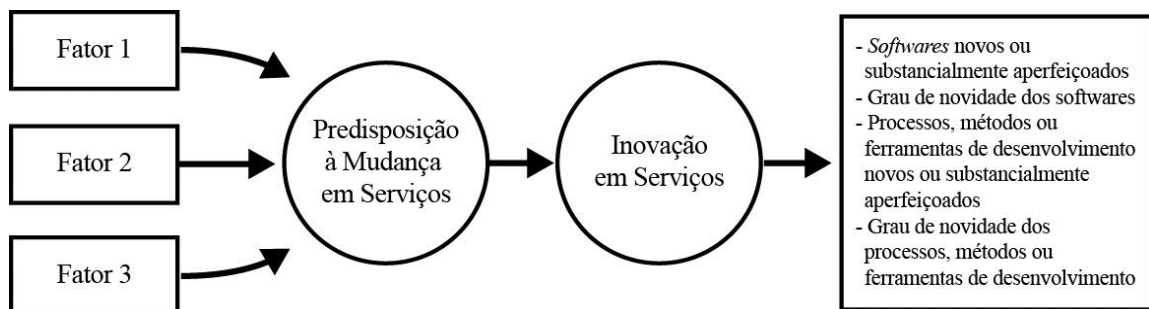 Fator 1
Fator 2
Fator 3
Predisposição
à Mudança
em Serviços
Inovação
em Serviços
- Softwares novos ou
substancialmente aperfeiçoados
- Grau de novidade dos softwares
- Processos, métodos ou
ferramentas de desenvolvimento
novos ou substancialmente
aperfeiçoados
- Grau de novidade dos
processos, métodos ou
ferramentas de desenvolvimento